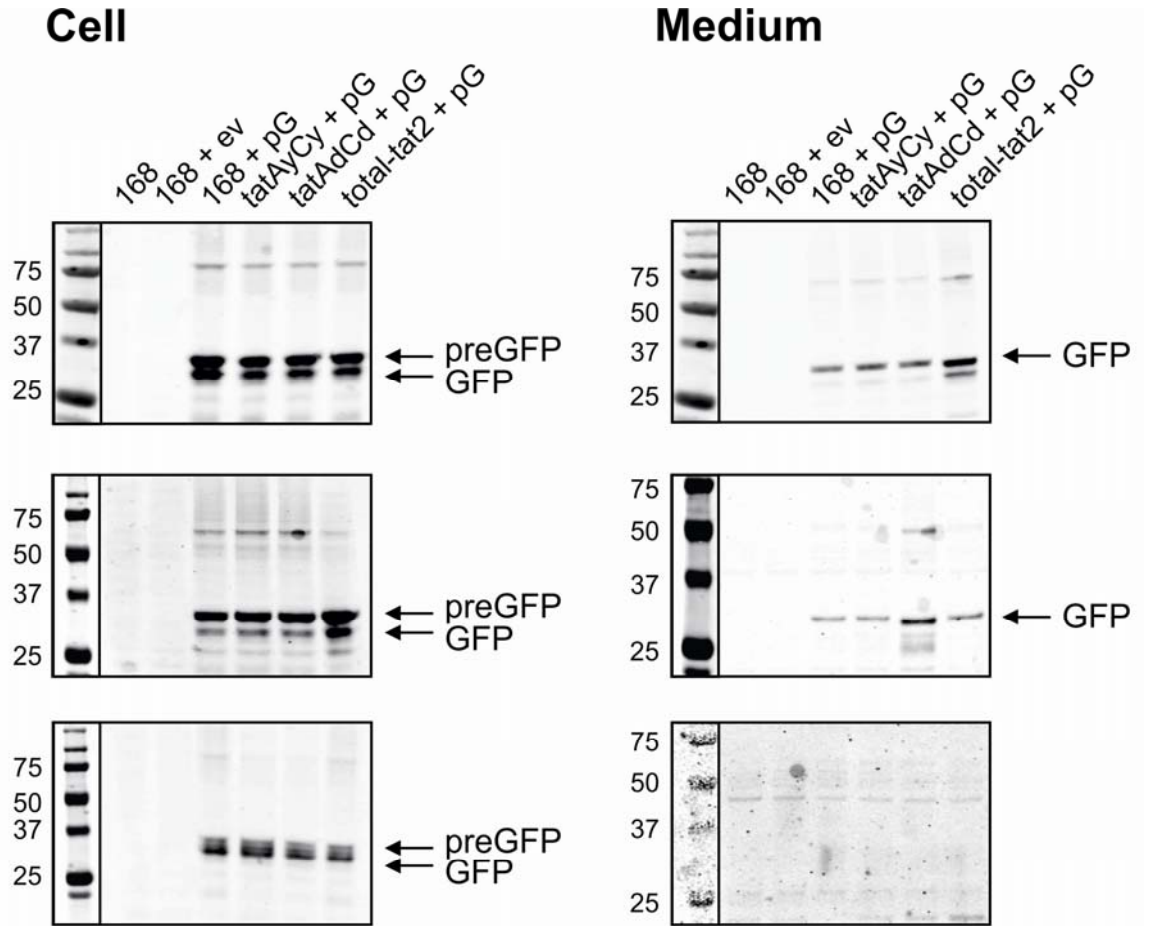 Cell
168
168 + ev
168 + pG
tatAyCy + pG
tatAdCd + pG
total-tat2 + pG
75
50
37
25
preGFP
GFP
75
50
37
25
preGFP
GFP
75
50
37
25
preGFP
GFP
Medium
168
168 + ev
168 + pG
tatAyCy + pG
tatAdCd + pG
total-tat2 + pG
75
50
37
25
GFP
75
50
37
25
GFP
75
50
37
25